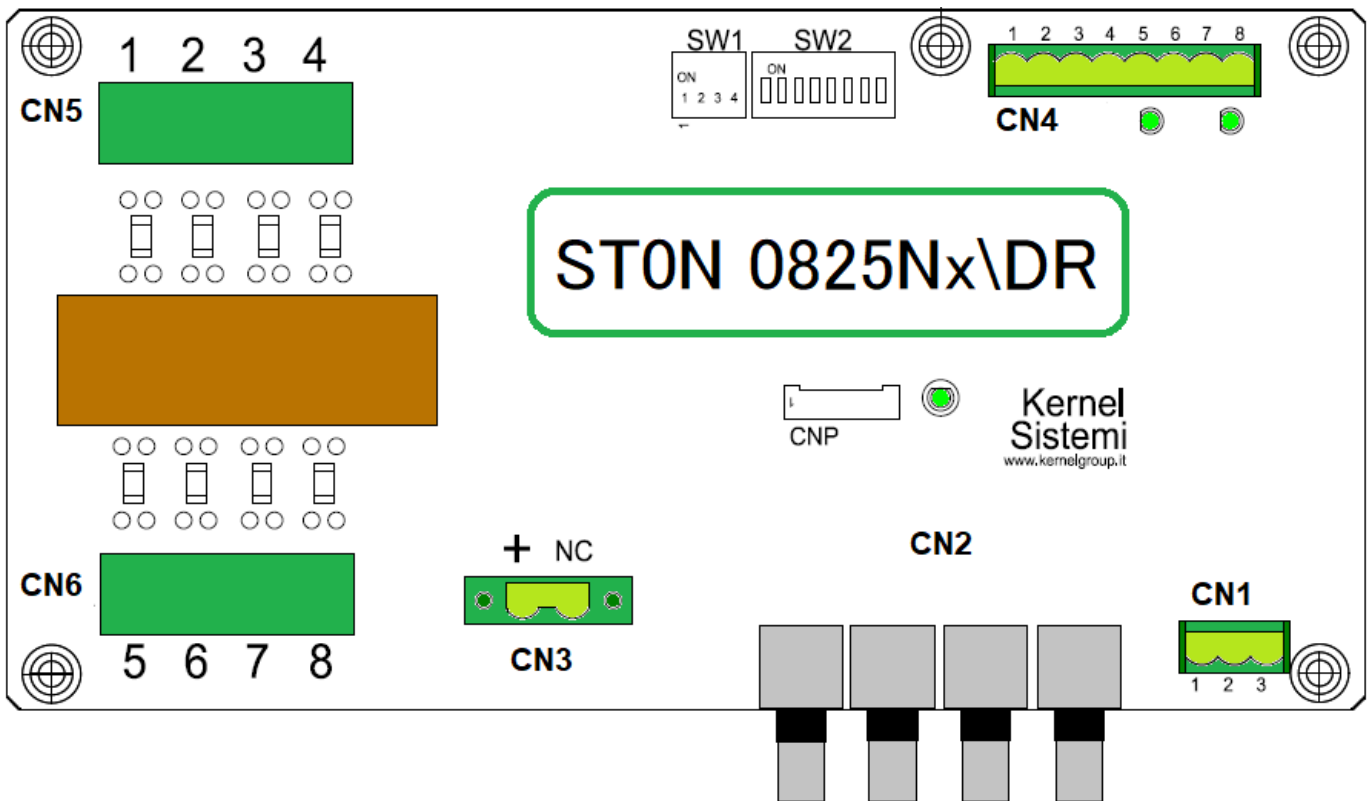 1 2 3 4
CN5
SW1 SW2
ON
1 2 3 4
ON
1 2 3 4 5 6 7 8
CN4
ST0N 0825Nx\DR
1
CNP
Kernel
Sistemi
www.kernelgroup.it
CN6
5 6 7 8
+ NC
CN3
CN2
CN1
1 2 3